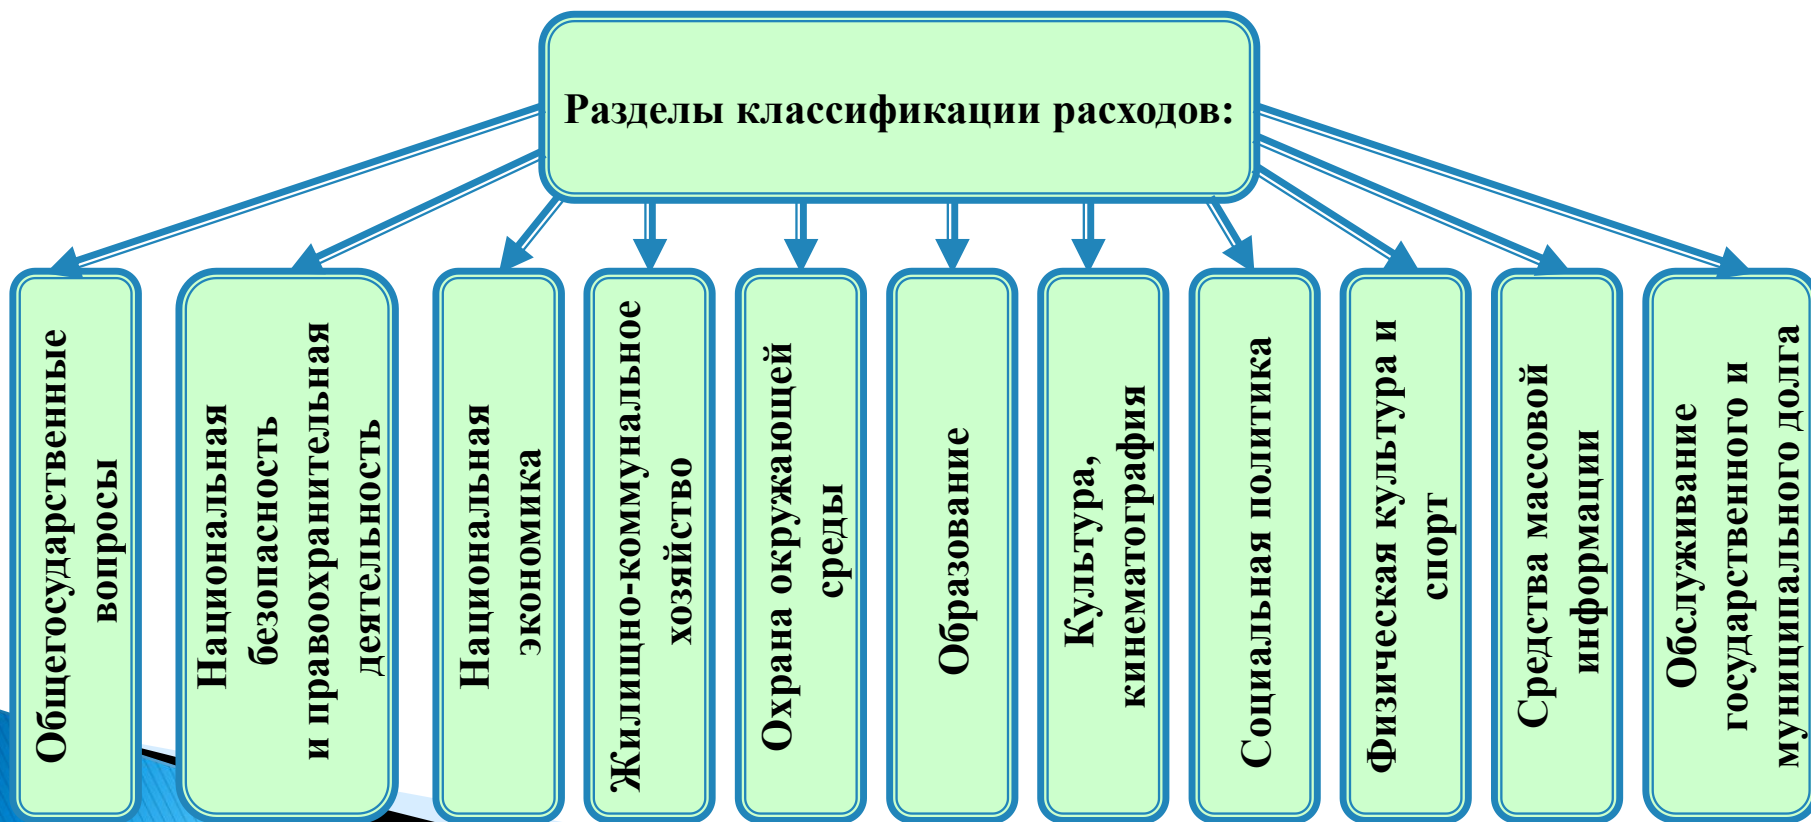 Разделы классификации расходов:
Общегосударственные
вопросы
Национальная
безопасность
и правоохранительная
деятельность
Национальная
экономика
Жилищно-коммунальное
хозяйство
Охрана окружающей
среды
Образование
Культура,
кинематография
Социальная политика
Физическая культура и
спорт
Средства массовой
информации
Обслуживание
государственного и
муниципального долга